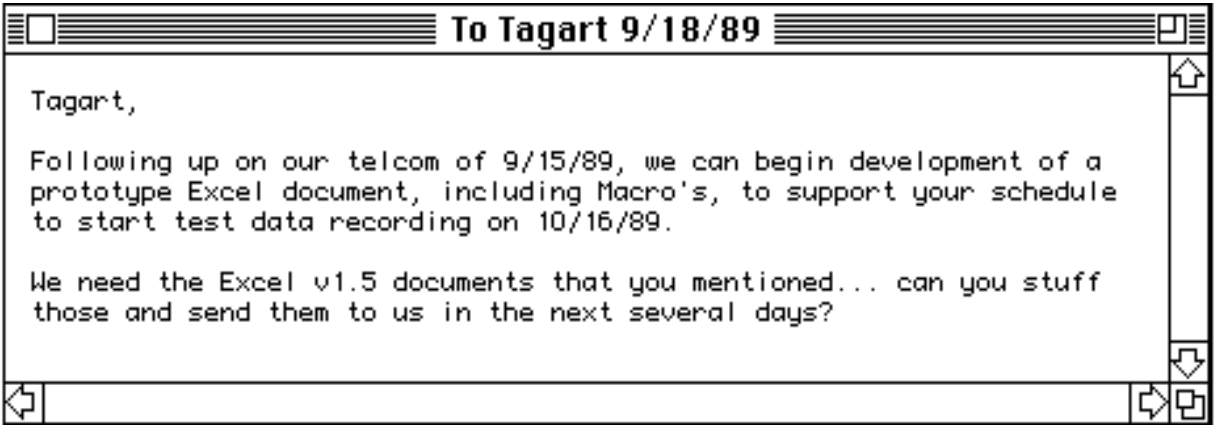 To Tagart 9/18/89
Tagart,
Following up on our telcom of 9/15/89, we can begin development of a
prototype Excel document, including Macro's, to support your schedule
to start test data recording on 10/16/89.
We need the Excel v1.5 documents that you mentioned... can you stuff
those and send them to us in the next several days?